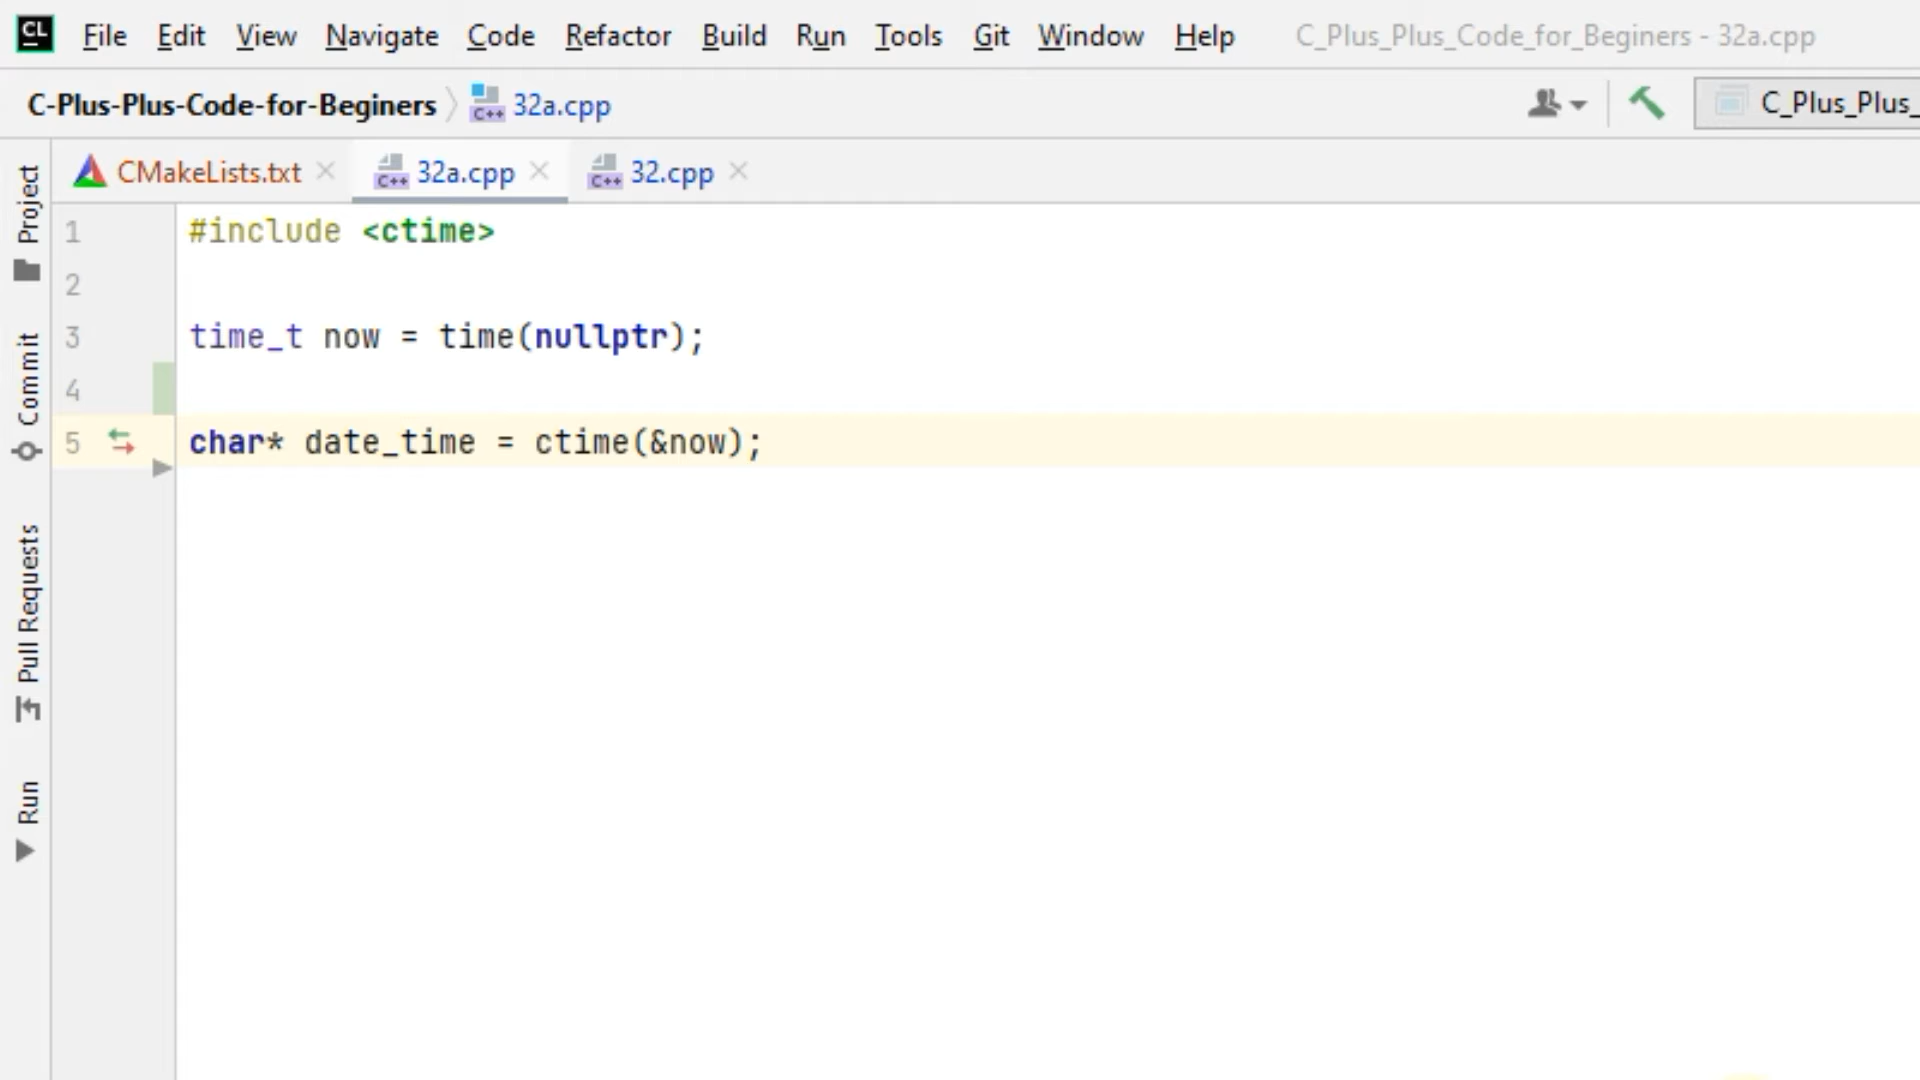 CL File Edit View Navigate Code Refactor Build Run Tools Git Window Help C_Plus_Plus_Code_for_Beginers - 32a.cpp
C-Plus-Plus-Code-for-Beginers 32a.cpp C_Plus_Plus_
CMakeLists.txt 32a.cpp 32.cpp
Project
Commit
Pull Requests
Run
1 #include <ctime>
2
3 time_t now = time(nullptr);
4
5 char* date_time = ctime(&now);